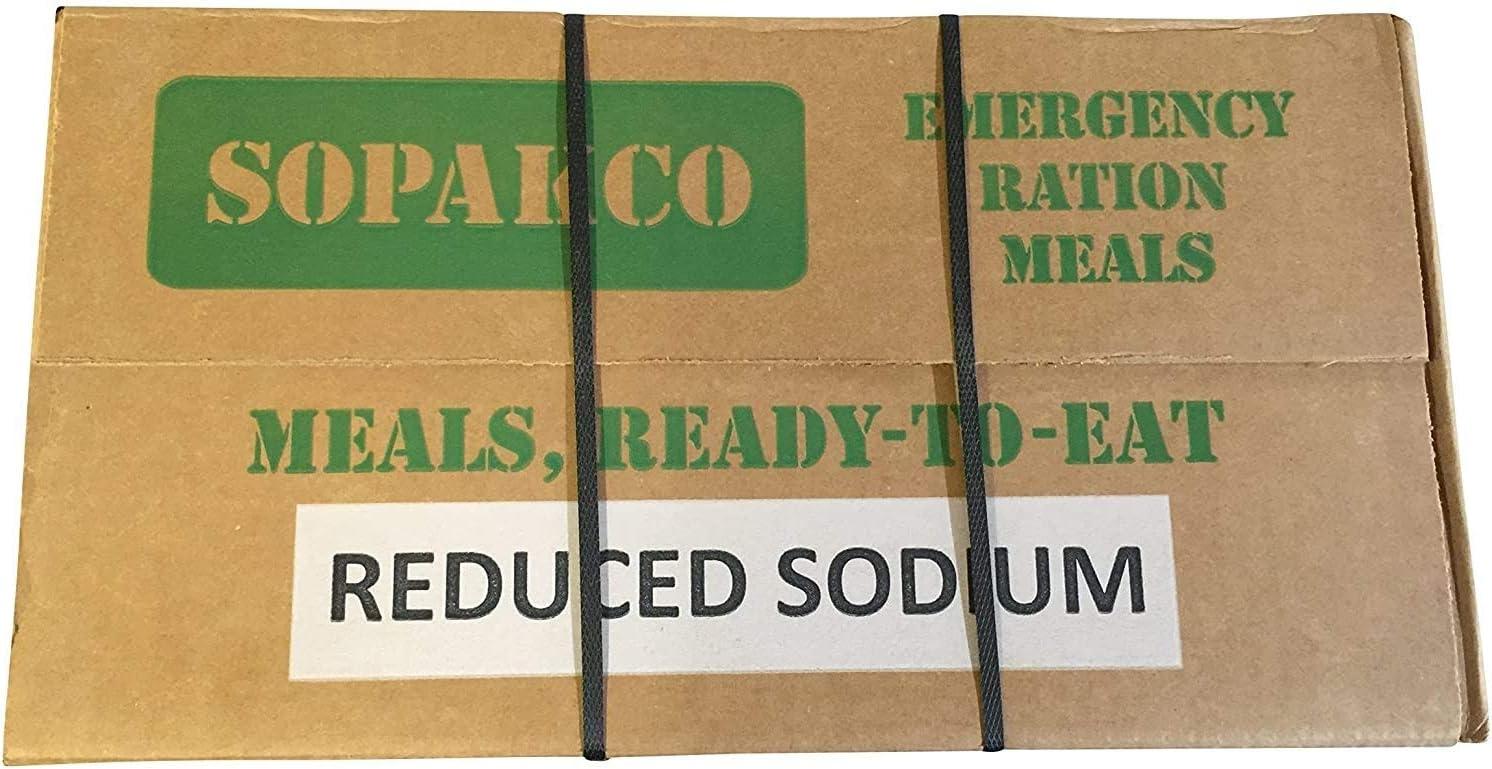 SOPAKCO
EMERGENCY
RATION
MEALS
MEALS, READY-TO-EAT
REDUCED SODIUM